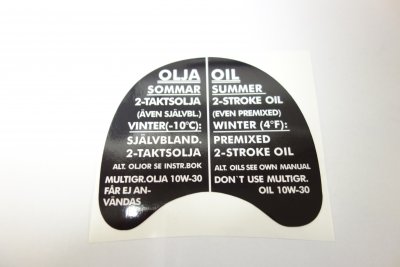 OLJA
SOMMAR
2-TAKTSOLJA
(ÄVEN SJÄLVBL.)
VINTER(-10°C):
SJÄLVBLAND.
2-TAKTSOLJA
ALT. OLJOR SE INSTR.BOK
MULTIGR.OLJA 10W-30
FÅR EJ AN-
VÄNDAS
OIL
SUMMER
2-STROKE OIL
(EVEN PREMIXED)
WINTER (4°F):
PREMIXED
2-STROKE OIL
ALT. OILS SEE OWN MANUAL
DON´T USE MULTIGR.
OIL 10W-30